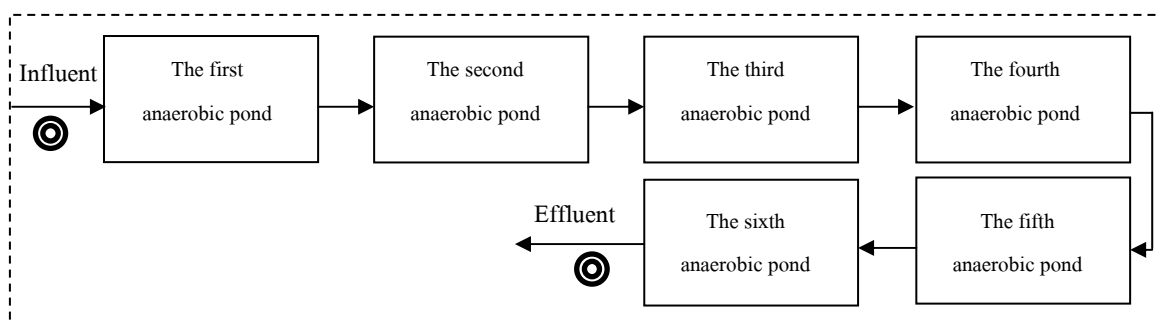 Influent
The first
anaerobic pond
The second
anaerobic pond
The third
anaerobic pond
The fourth
anaerobic pond
The fifth
anaerobic pond
The sixth
anaerobic pond
Effluent